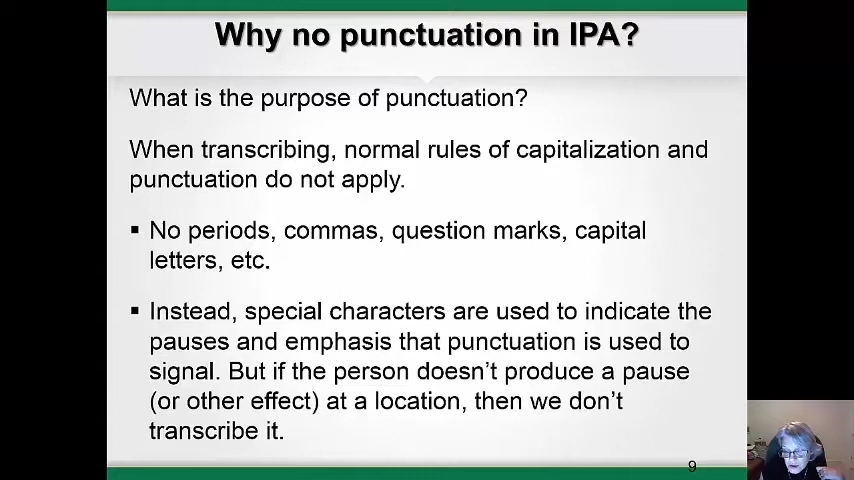 Why no punctuation in IPA?
What is the purpose of punctuation?
When transcribing, normal rules of capitalization and
punctuation do not apply.
▪ No periods, commas, question marks, capital
letters, etc.
▪ Instead, special characters are used to indicate the
pauses and emphasis that punctuation is used to
signal. But if the person doesn’t produce a pause
(or other effect) at a location, then we don’t
transcribe it.
9